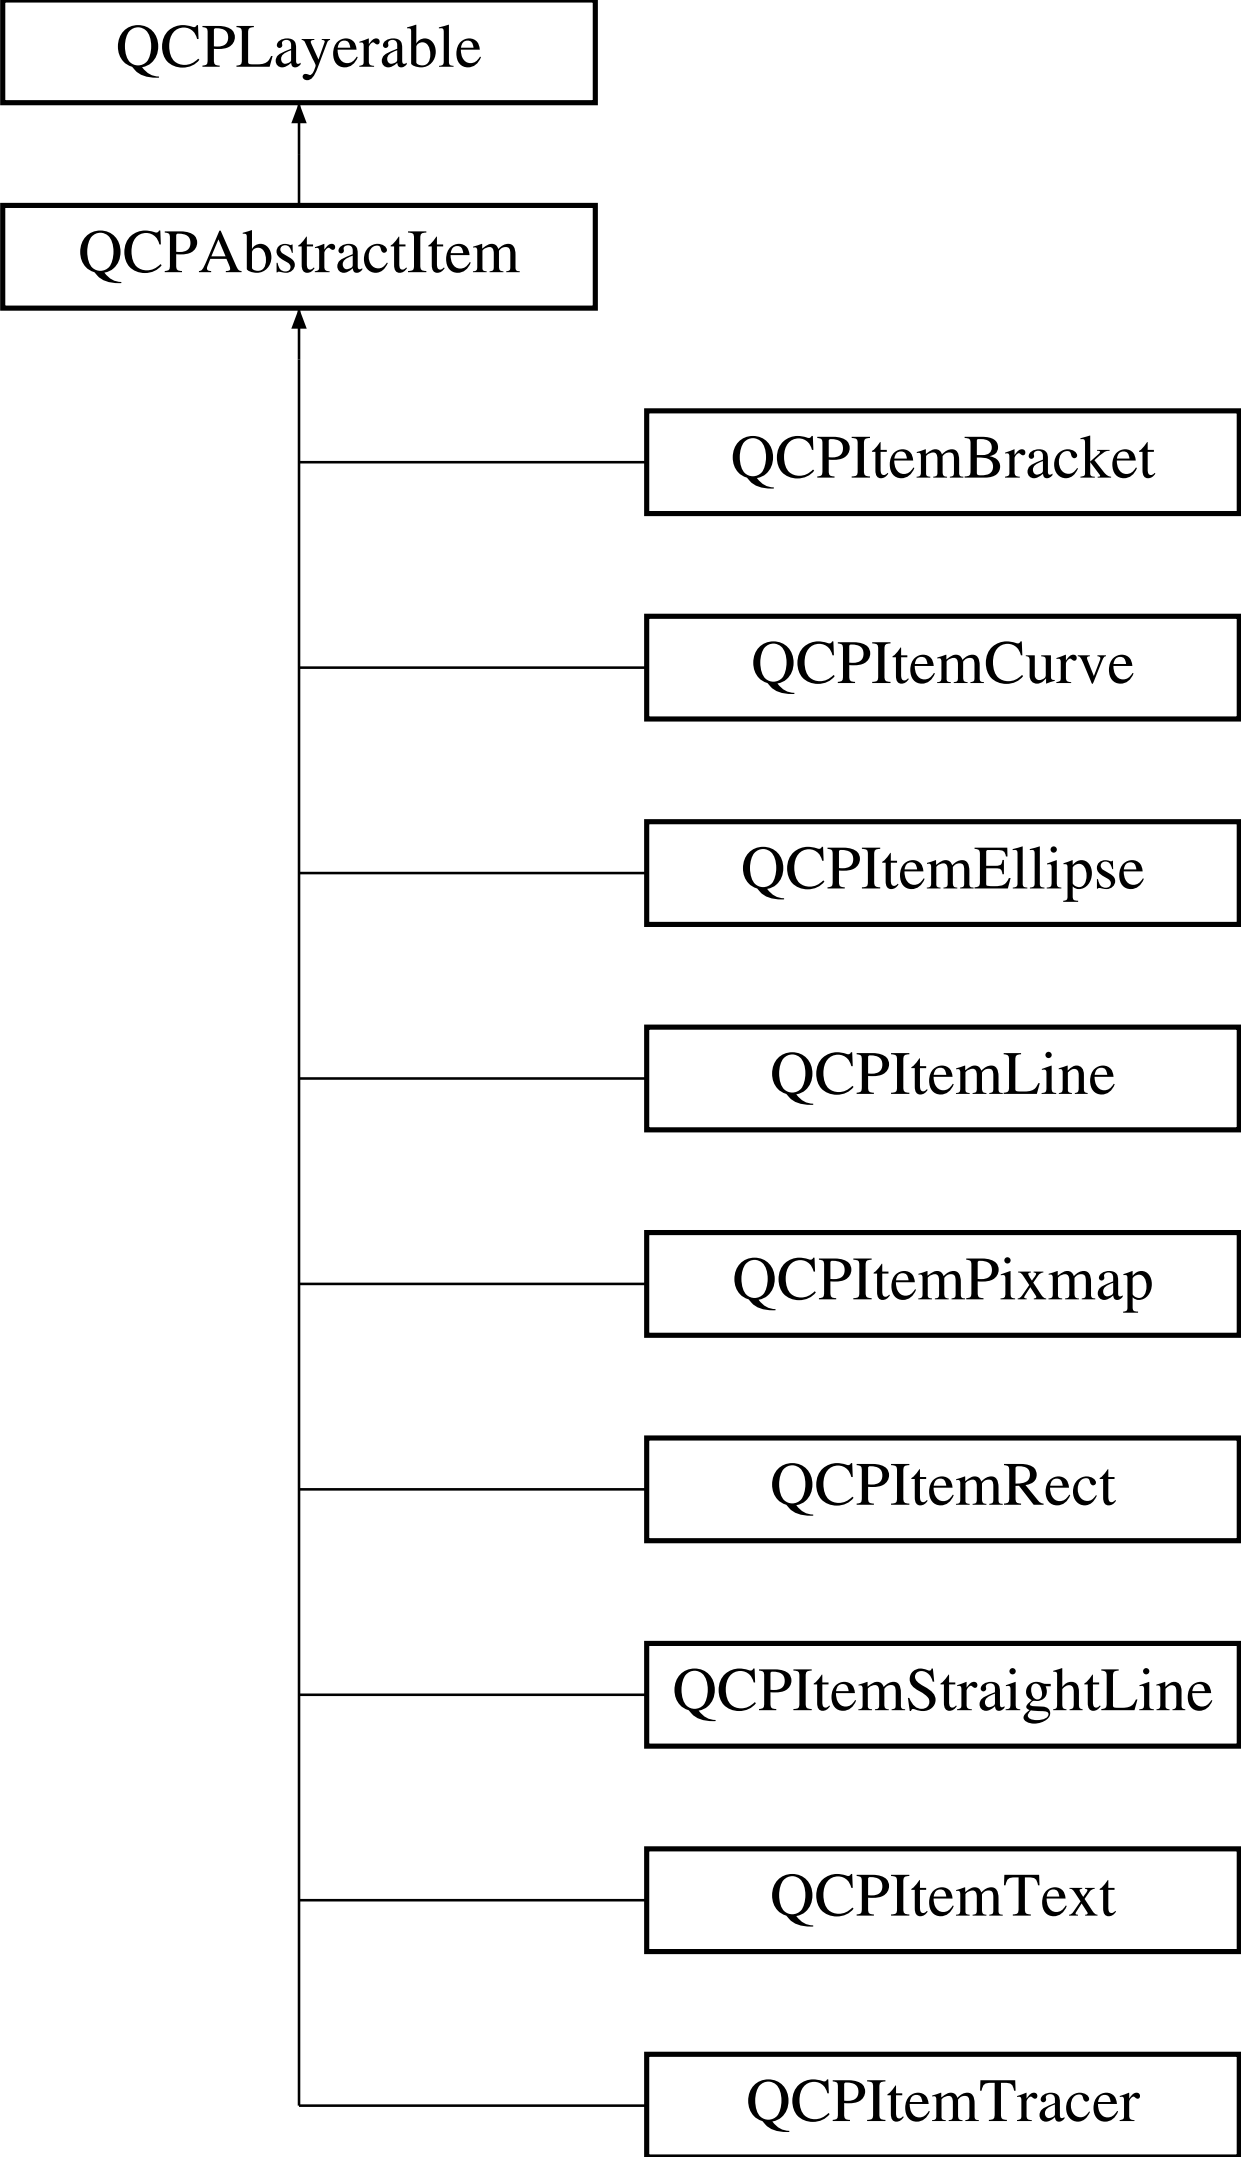 QCPLayerable
QCPAbstractItem
QCPItemBracket
QCPItemCurve
QCPItemEllipse
QCPItemLine
QCPItemPixmap
QCPItemRect
QCPItemStraightLine
QCPItemText
QCPItemTracer